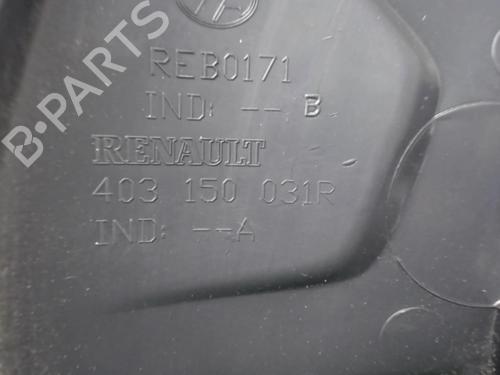 REB0171
IND: -- B
RENAULT
403 150 031R
IND: --A
B-PARTS